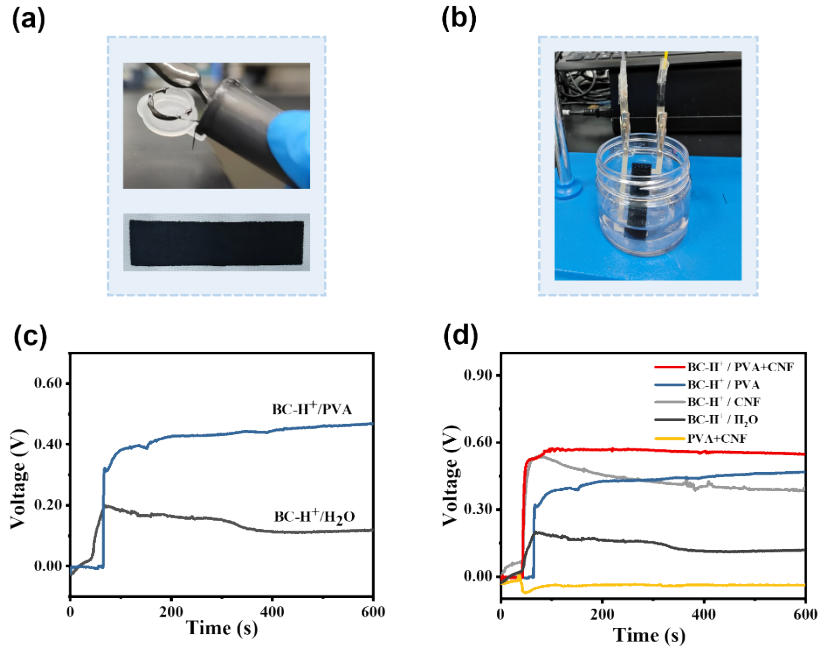 (a)
(b)
(c)
0.60
0.40
0.20
0.00
Voltage (V)
BC-H⁺/PVA
BC-H⁺/H₂O
0
200
400
600
Time (s)
(d)
0.90
0.60
0.30
0.00
Voltage (V)
BC-H⁺ / PVA+CNF
BC-H⁺ / PVA
BC-H⁺ / CNF
BC-H⁺ / H₂O
PVA+CNF
0
200
400
600
Time (s)